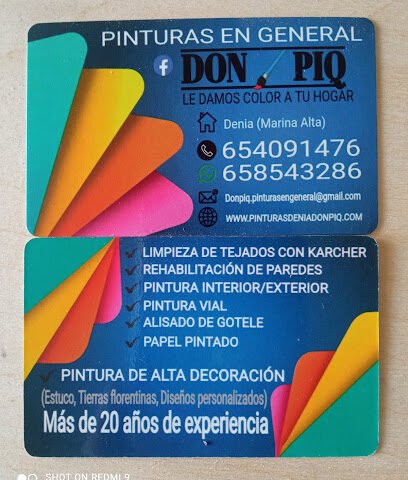 PINTURAS EN GENERAL
f DON PIQ
LE DAMOS COLOR A TU HOGAR
Denia (Marina Alta)
654091476
658543286
Donpiq.pinturasengeneral@gmail.com
WWW.PINTURASDENIADONPIQ.COM
LIMPIEZA DE TEJADOS CON KARCHER
REHABILITACIÓN DE PAREDES
PINTURA INTERIOR/EXTERIOR
PINTURA VIAL
ALISADO DE GOTELE
PAPEL PINTADO
PINTURA DE ALTA DECORACIÓN
(Estuco, Tierras florentinas, Diseños personalizados)
Más de 20 años de experiencia
SHOT ON REDMI 9